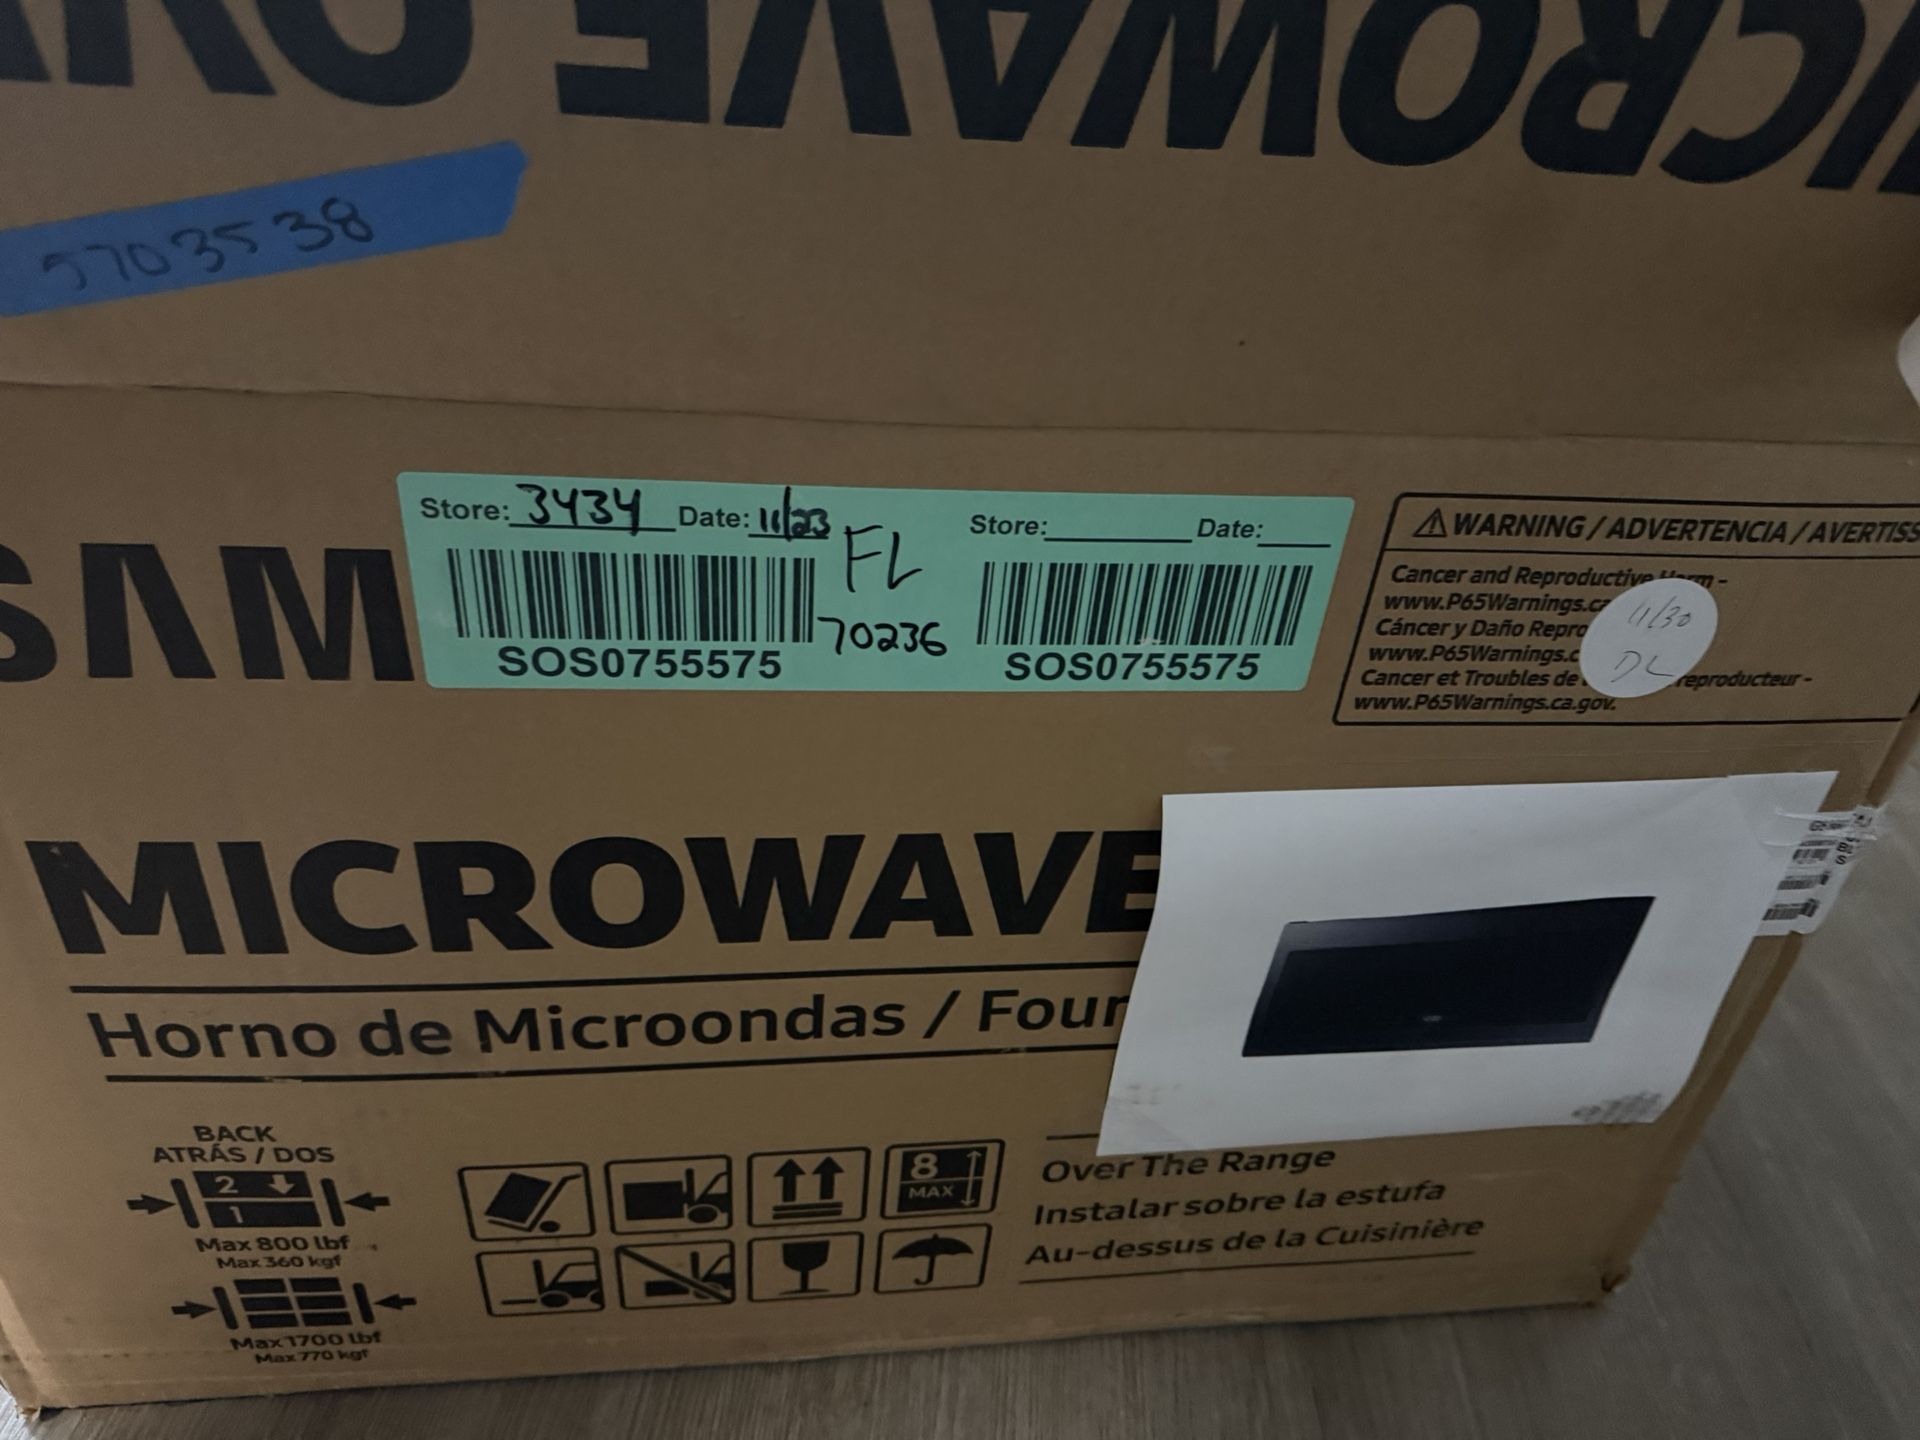 MICROWAVE OVE
5703538
Store: 3434 Date: 11/23
FL
70236
SOS0755575
Store: Date:
SOS0755575
WARNING / ADVERTENCIA / AVERTISS
Cancer and Reproductive Harm -
www.P65Warnings.ca
Cáncer y Daño Repro
www.P65Warnings.c
Cancer et Troubles de reproducteur -
www.P65Warnings.ca.gov.
11/30
DL
SAM
MICROWAVE
Horno de Microondas / Four
BACK
ATRÁS / DOS
2
1
Max 800 lbf
Max 360 kgf
Max 1700 lbf
Max 770 kgf
8
MAX
Over The Range
Instalar sobre la estufa
Au-dessus de la Cuisinière